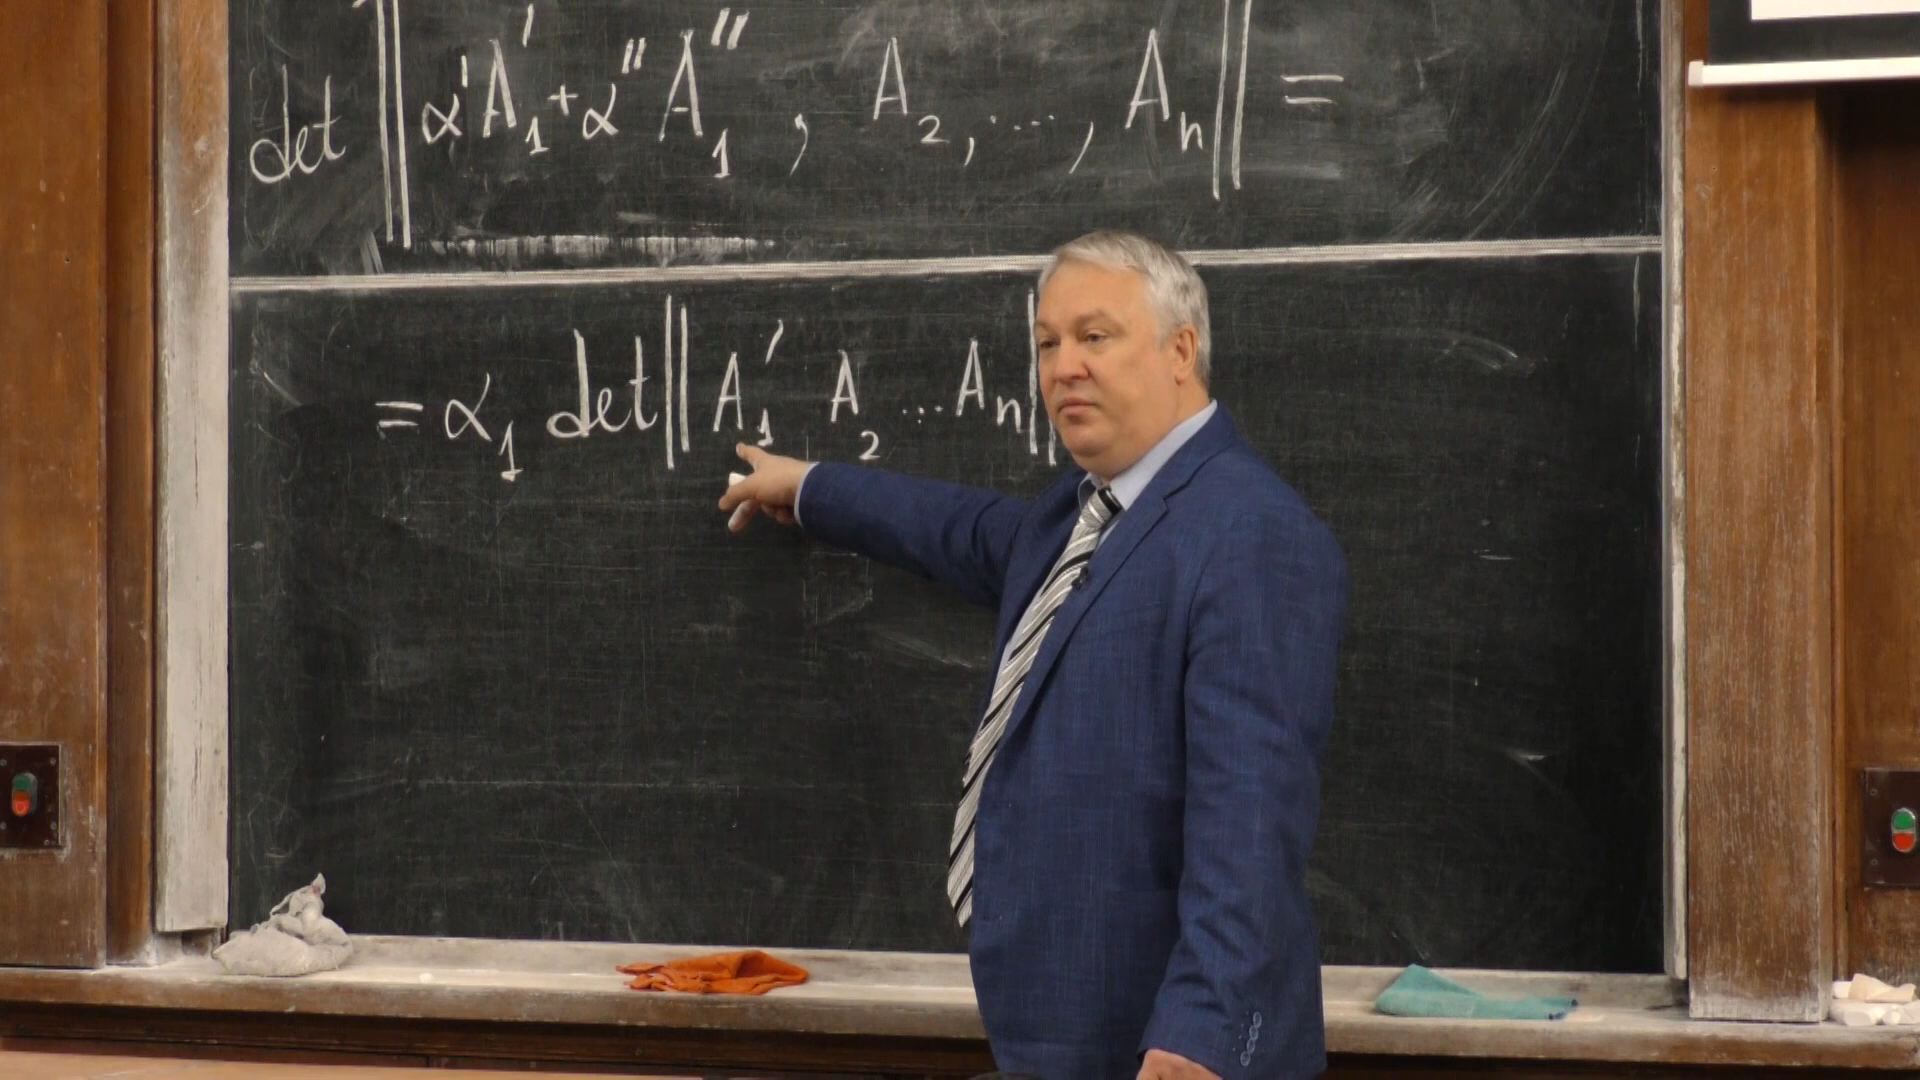 det ‖α'A'₁+α''A''₁, A₂,...., Aₙ‖ =
= α₁ det‖A'₁ A₂ ...Aₙ‖